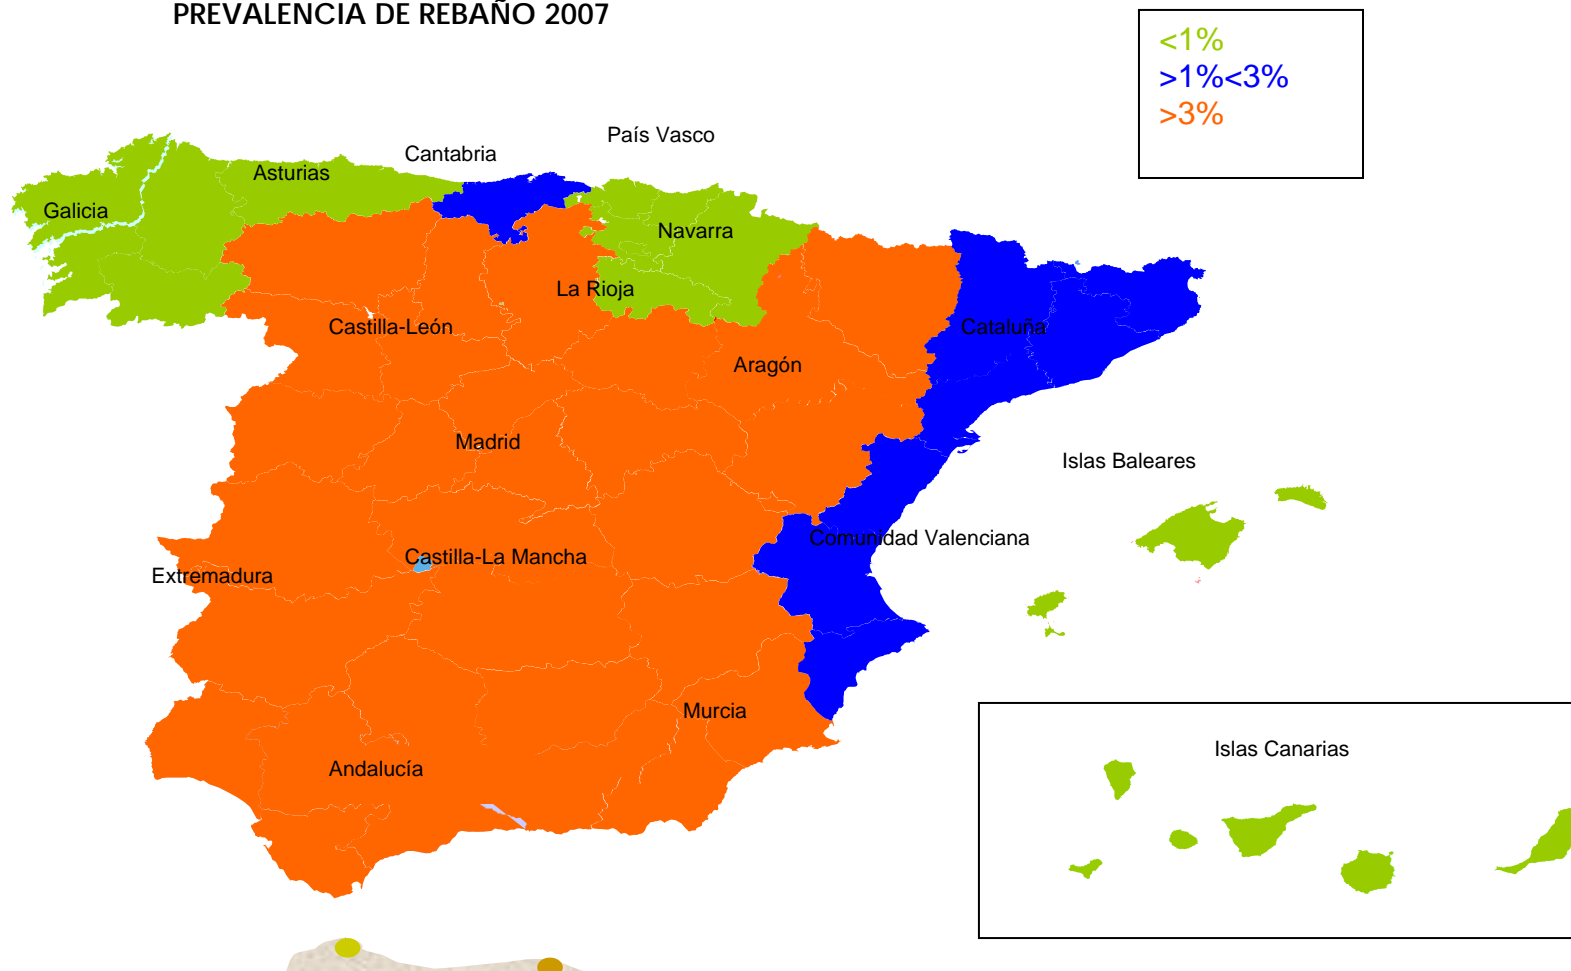 PREVALENCIA DE REBAÑO 2007
<1%
>1%<3%
>3%
País Vasco
Cantabria
Asturias
Galicia
Navarra
La Rioja
Castilla-León
Cataluña
Aragón
Madrid
Islas Baleares
Comunidad Valenciana
Castilla-La Mancha
Extremadura
Murcia
Islas Canarias
Andalucía